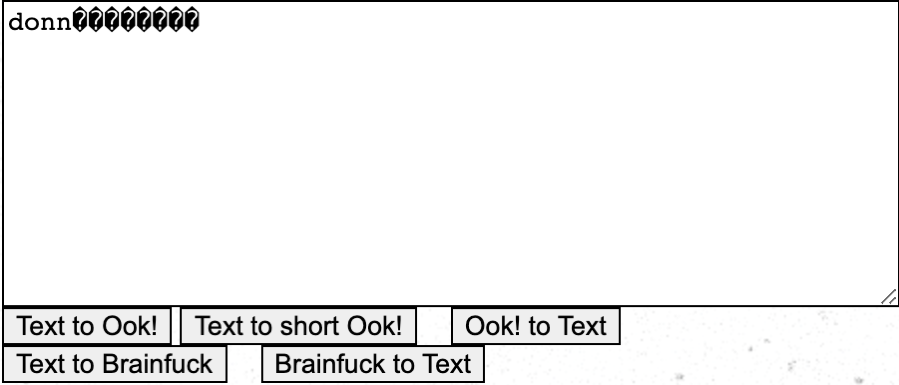 donn���������
Text to Ook! Text to short Ook! Ook! to Text
Text to Brainfuck Brainfuck to Text